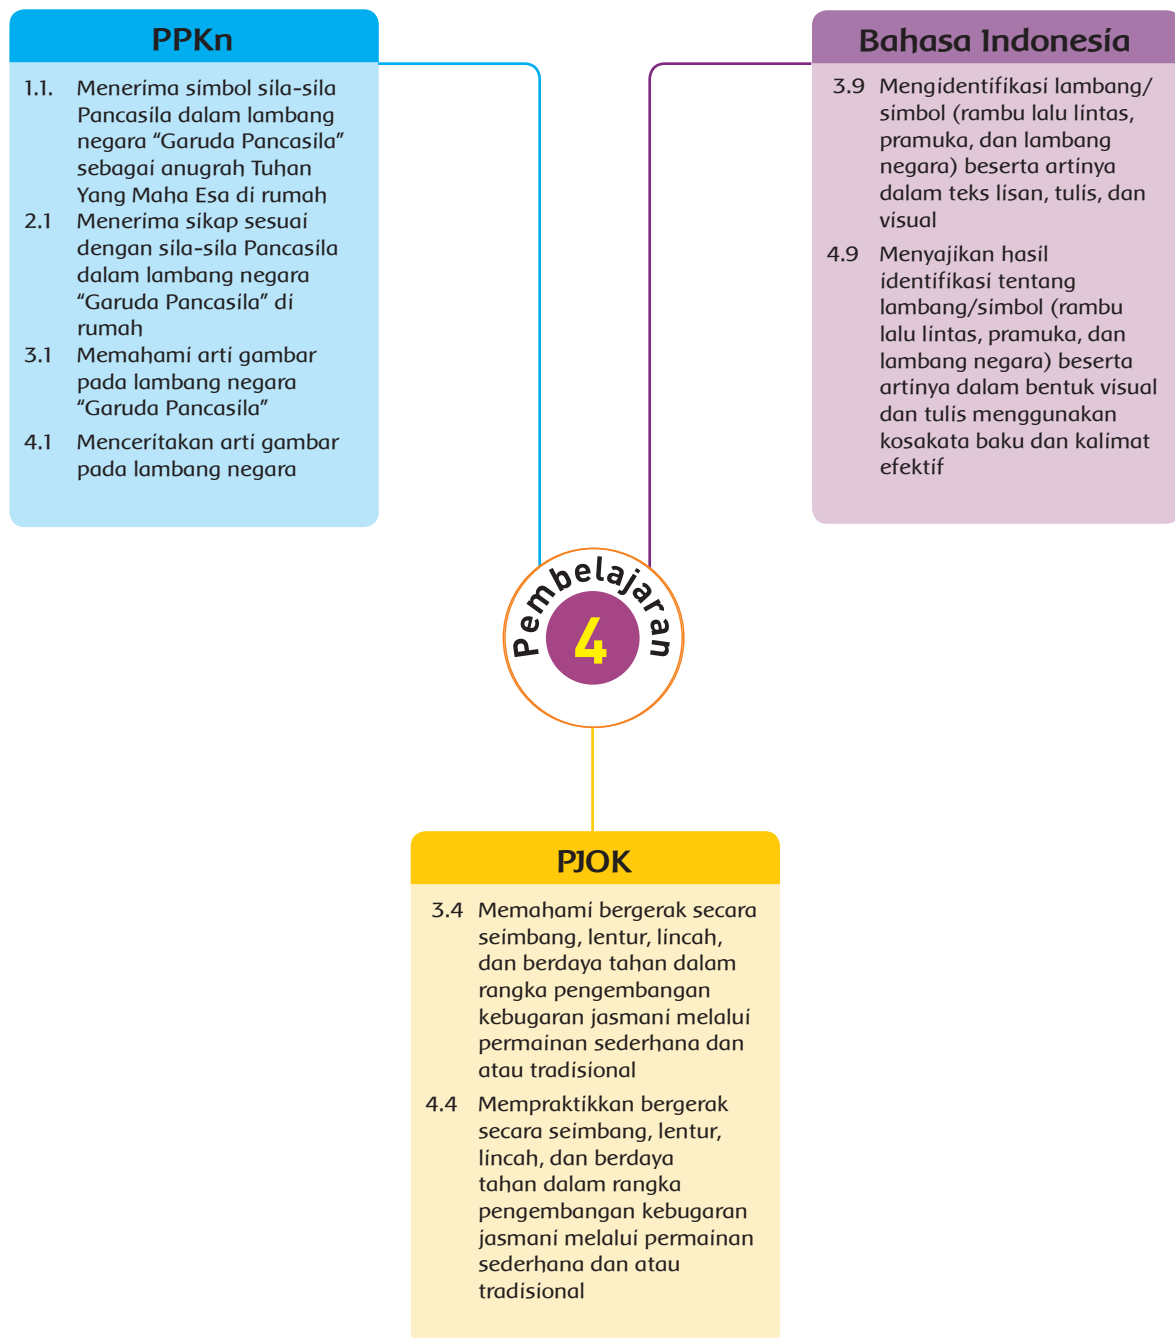 PPKn
1.1. Menerima simbol sila-sila
Pancasila dalam lambang
negara “Garuda Pancasila”
sebagai anugrah Tuhan
Yang Maha Esa di rumah
2.1 Menerima sikap sesuai
dengan sila-sila Pancasila
dalam lambang negara
“Garuda Pancasila” di
rumah
3.1 Memahami arti gambar
pada lambang negara
“Garuda Pancasila”
4.1 Menceritakan arti gambar
pada lambang negara
Bahasa Indonesia
3.9 Mengidentifikasi lambang/
simbol (rambu lalu lintas,
pramuka, dan lambang
negara) beserta artinya
dalam teks lisan, tulis, dan
visual
4.9 Menyajikan hasil
identifikasi tentang
lambang/simbol (rambu
lalu lintas, pramuka, dan
lambang negara) beserta
artinya dalam bentuk visual
dan tulis menggunakan
kosakata baku dan kalimat
efektif
Pembelajaran
4
PJOK
3.4 Memahami bergerak secara
seimbang, lentur, lincah,
dan berdaya tahan dalam
rangka pengembangan
kebugaran jasmani melalui
permainan sederhana dan
atau tradisional
4.4 Mempraktikkan bergerak
secara seimbang, lentur,
lincah, dan berdaya
tahan dalam rangka
pengembangan kebugaran
jasmani melalui permainan
sederhana dan atau
tradisional